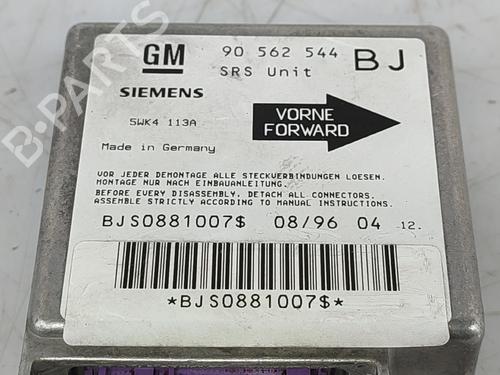 GM 90 562 544 BJ
SRS Unit
SIEMENS
5WK4 113A
VORNE
FORWARD
Made in Germany
VOR JEDER DEMONTAGE ALLE STECKVERBINDUNGEN LOESEN.
MONTAGE NUR NACH EINBAUANLEITUNG.
BEFORE EVERY DISASSEMBLY, DETACH ALL CONNECTORS.
ASSEMBLE STRICTLY ACCORDING TO MANUAL INSTRUCTIONS.
BJS0881007$ 08/96 04 12.
*BJS0881007$*
B-PARTS